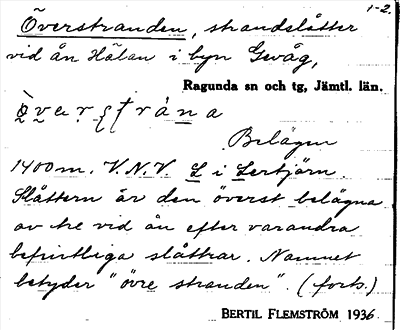 1-2.
Överstranden, strandslåtter
vid ån Hålan i byn Gevåg,
Ragunda sn och tg, Jämtl. län.
Belägen
1400 m. V.N.V. L i Lertjärn.
Slåttern är den överst belägna
av tre vid ån efter varandra
befintliga slåttrar. Namnet
betyder "övre stranden". (forts.)
BERTIL FLEMSTRÖM 1936